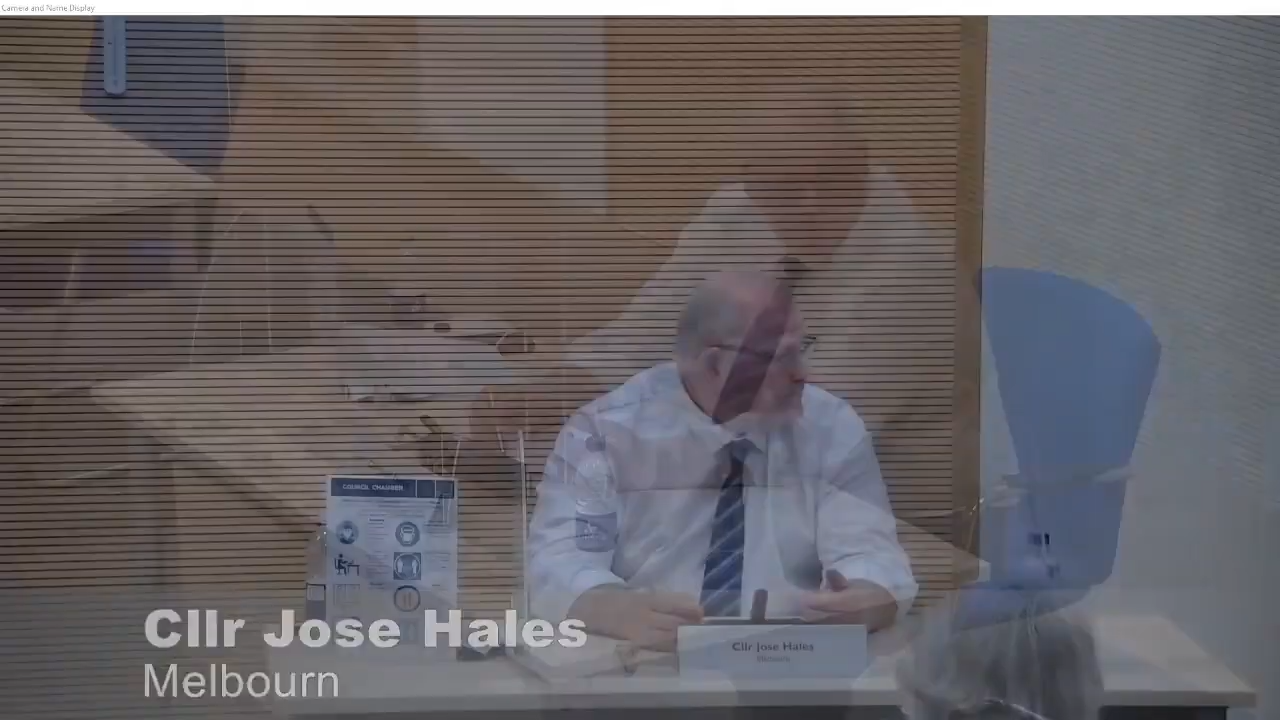 Camera and Name Display
COUNCIL CHAMBER
Cllr Jose Hales
Melbourn
Cllr Jose Hales